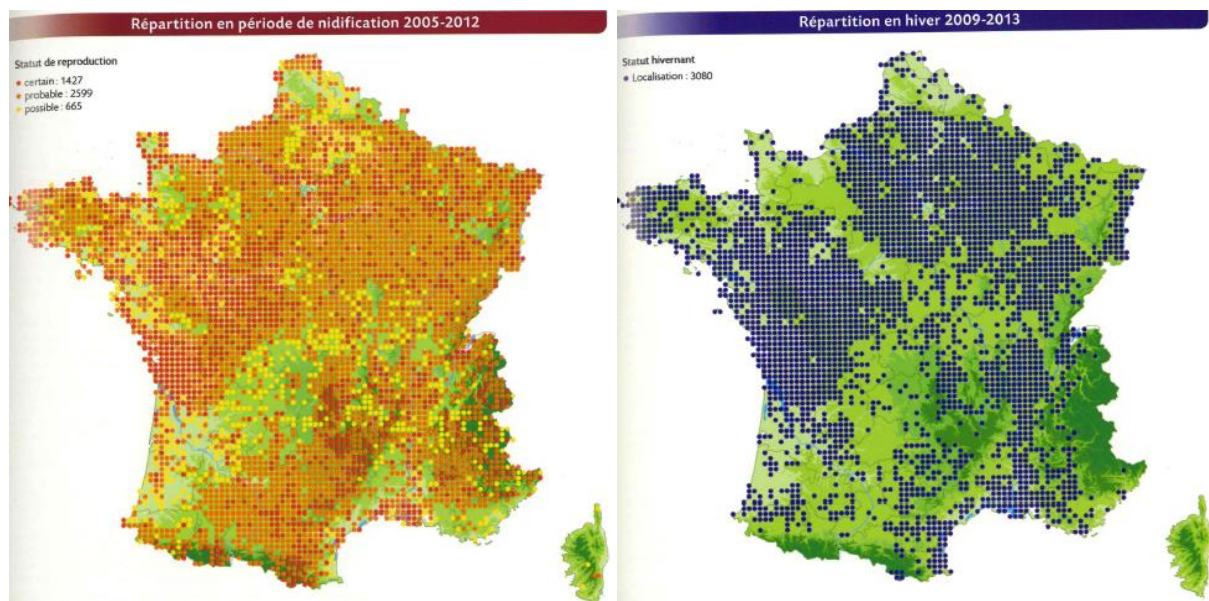 Répartition en période de nidification 2005-2012
Statut de reproduction
certain : 1427
probable : 2599
possible : 665
Répartition en hiver 2009-2013
Statut hivernant
Localisation : 3080